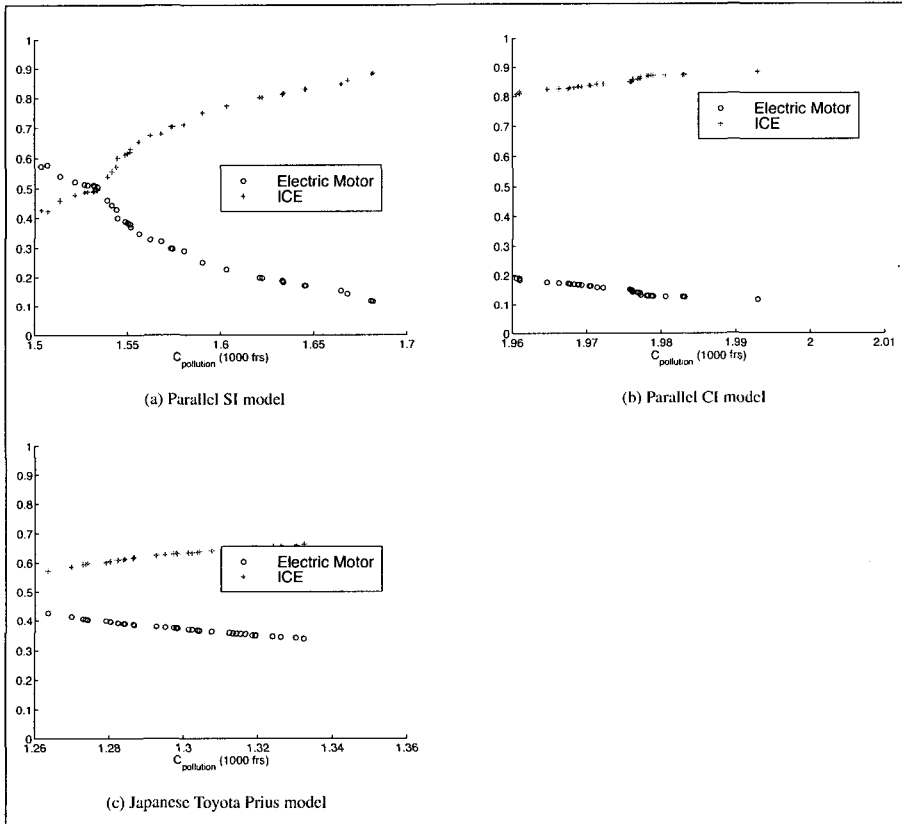 1
0.9
0.8
0.7
0.6
0.5
0.4
0.3
0.2
0.1
0
Electric Motor
ICE
1.5 1.55 1.6 1.65 1.7
C_pollution (1000 frs)
(a) Parallel SI model
1
0.9
0.8
0.7
0.6
0.5
0.4
0.3
0.2
0.1
0
Electric Motor
ICE
1.96 1.97 1.98 1.99 2 2.01
C_pollution (1000 frs)
(b) Parallel CI model
1
0.9
0.8
0.7
0.6
0.5
0.4
0.3
0.2
0.1
0
Electric Motor
ICE
1.26 1.28 1.3 1.32 1.34 1.36
C_pollution (1000 frs)
(c) Japanese Toyota Prius model